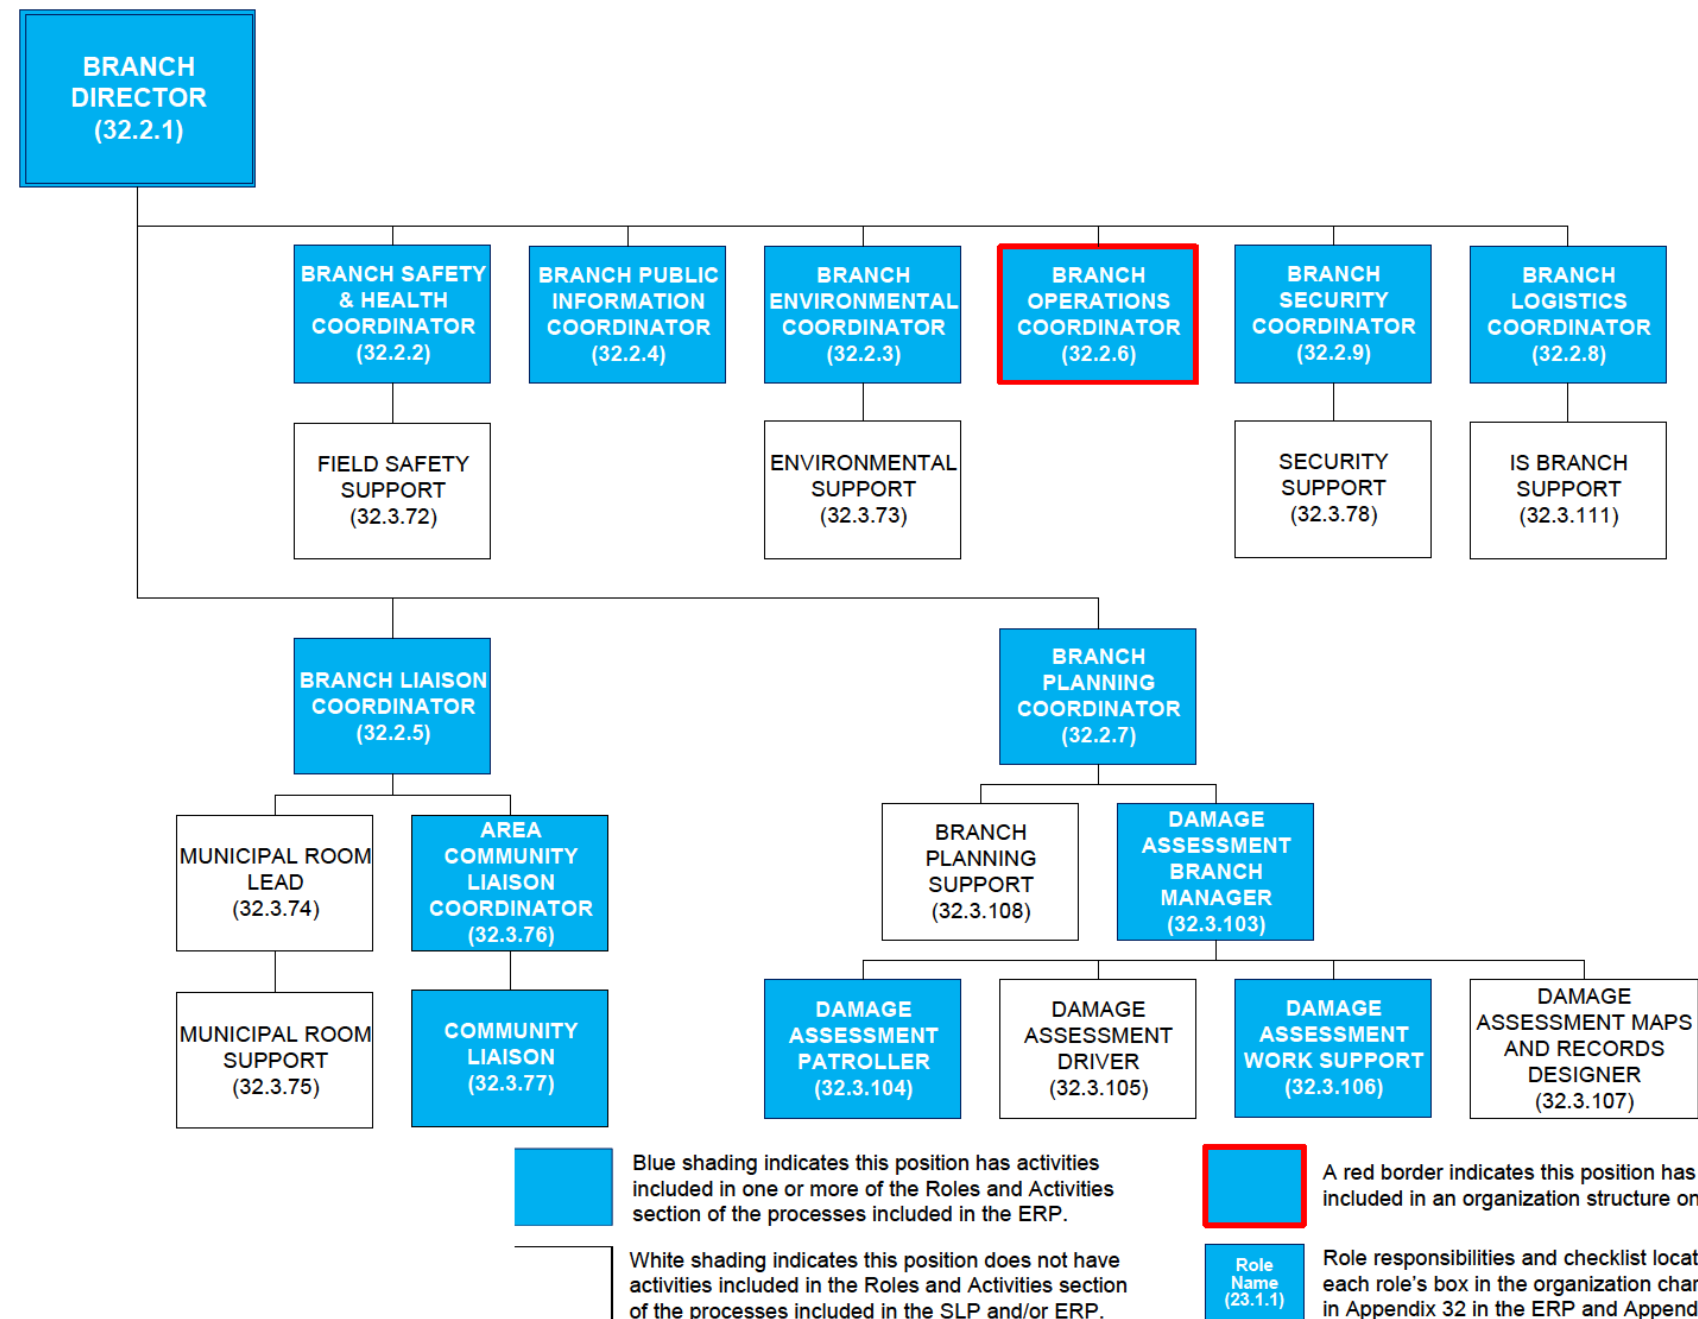 BRANCH
DIRECTOR
(32.2.1)
BRANCH SAFETY
& HEALTH
COORDINATOR
(32.2.2)
BRANCH PUBLIC
INFORMATION
COORDINATOR
(32.2.4)
BRANCH
ENVIRONMENTAL
COORDINATOR
(32.2.3)
BRANCH
OPERATIONS
COORDINATOR
(32.2.6)
BRANCH
SECURITY
COORDINATOR
(32.2.9)
BRANCH
LOGISTICS
COORDINATOR
(32.2.8)
FIELD SAFETY
SUPPORT
(32.3.72)
ENVIRONMENTAL
SUPPORT
(32.3.73)
SECURITY
SUPPORT
(32.3.78)
IS BRANCH
SUPPORT
(32.3.111)
BRANCH LIAISON
COORDINATOR
(32.2.5)
BRANCH
PLANNING
COORDINATOR
(32.2.7)
MUNICIPAL ROOM
LEAD
(32.3.74)
AREA
COMMUNITY
LIAISON
COORDINATOR
(32.3.76)
BRANCH
PLANNING
SUPPORT
(32.3.108)
DAMAGE
ASSESSMENT
BRANCH
MANAGER
(32.3.103)
MUNICIPAL ROOM
SUPPORT
(32.3.75)
COMMUNITY
LIAISON
(32.3.77)
DAMAGE
ASSESSMENT
PATROLLER
(32.3.104)
DAMAGE
ASSESSMENT
DRIVER
(32.3.105)
DAMAGE
ASSESSMENT
WORK SUPPORT
(32.3.106)
DAMAGE
ASSESSMENT MAPS
AND RECORDS
DESIGNER
(32.3.107)
Blue shading indicates this position has activities
included in one or more of the Roles and Activities
section of the processes included in the ERP.
A red border indicates this position has
included in an organization structure on
White shading indicates this position does not have
activities included in the Roles and Activities section
of the processes included in the SLP and/or ERP.
Role
Name
(23.1.1)
Role responsibilities and checklist locat
each role's box in the organization char
in Appendix 32 in the ERP and Append